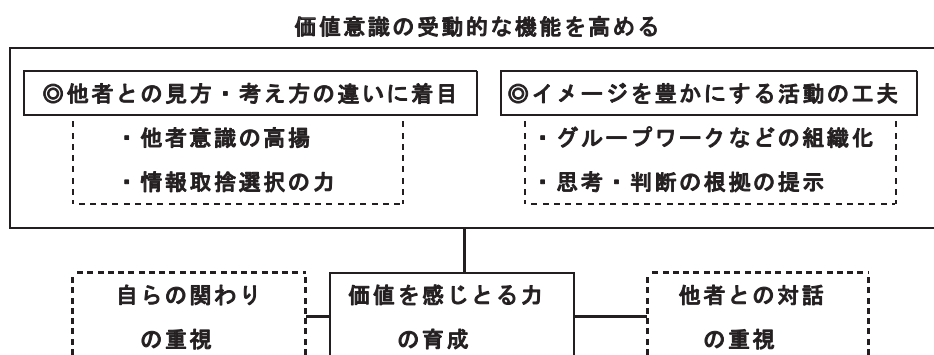 価値意識の受動的な機能を高める
◎他者との見方・考え方の違いに着目
・他者意識の高揚
・情報取捨選択の力
◎イメージを豊かにする活動の工夫
・グループワークなどの組織化
・思考・判断の根拠の提示
自らの関わり
の重視
価値を感じとる力
の育成
他者との対話
の重視